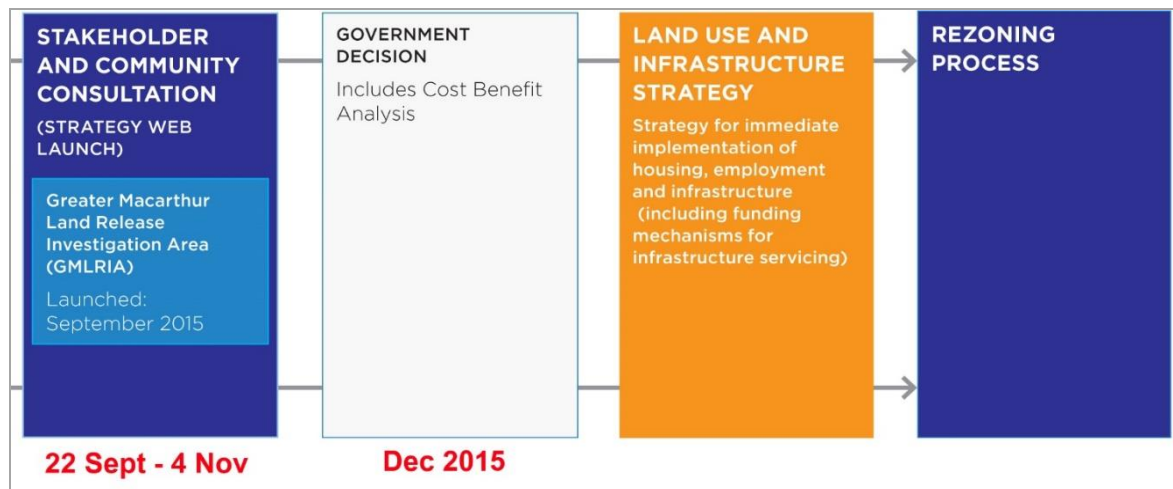 STAKEHOLDER
AND COMMUNITY
CONSULTATION
(STRATEGY WEB
LAUNCH)
Greater Macarthur
Land Release
Investigation Area
(GMLRIA)
Launched:
September 2015
22 Sept - 4 Nov
GOVERNMENT
DECISION
Includes Cost Benefit
Analysis
Dec 2015
LAND USE AND
INFRASTRUCTURE
STRATEGY
Strategy for immediate
implementation of
housing, employment
and infrastructure
(including funding
mechanisms for
infrastructure servicing)
REZONING
PROCESS